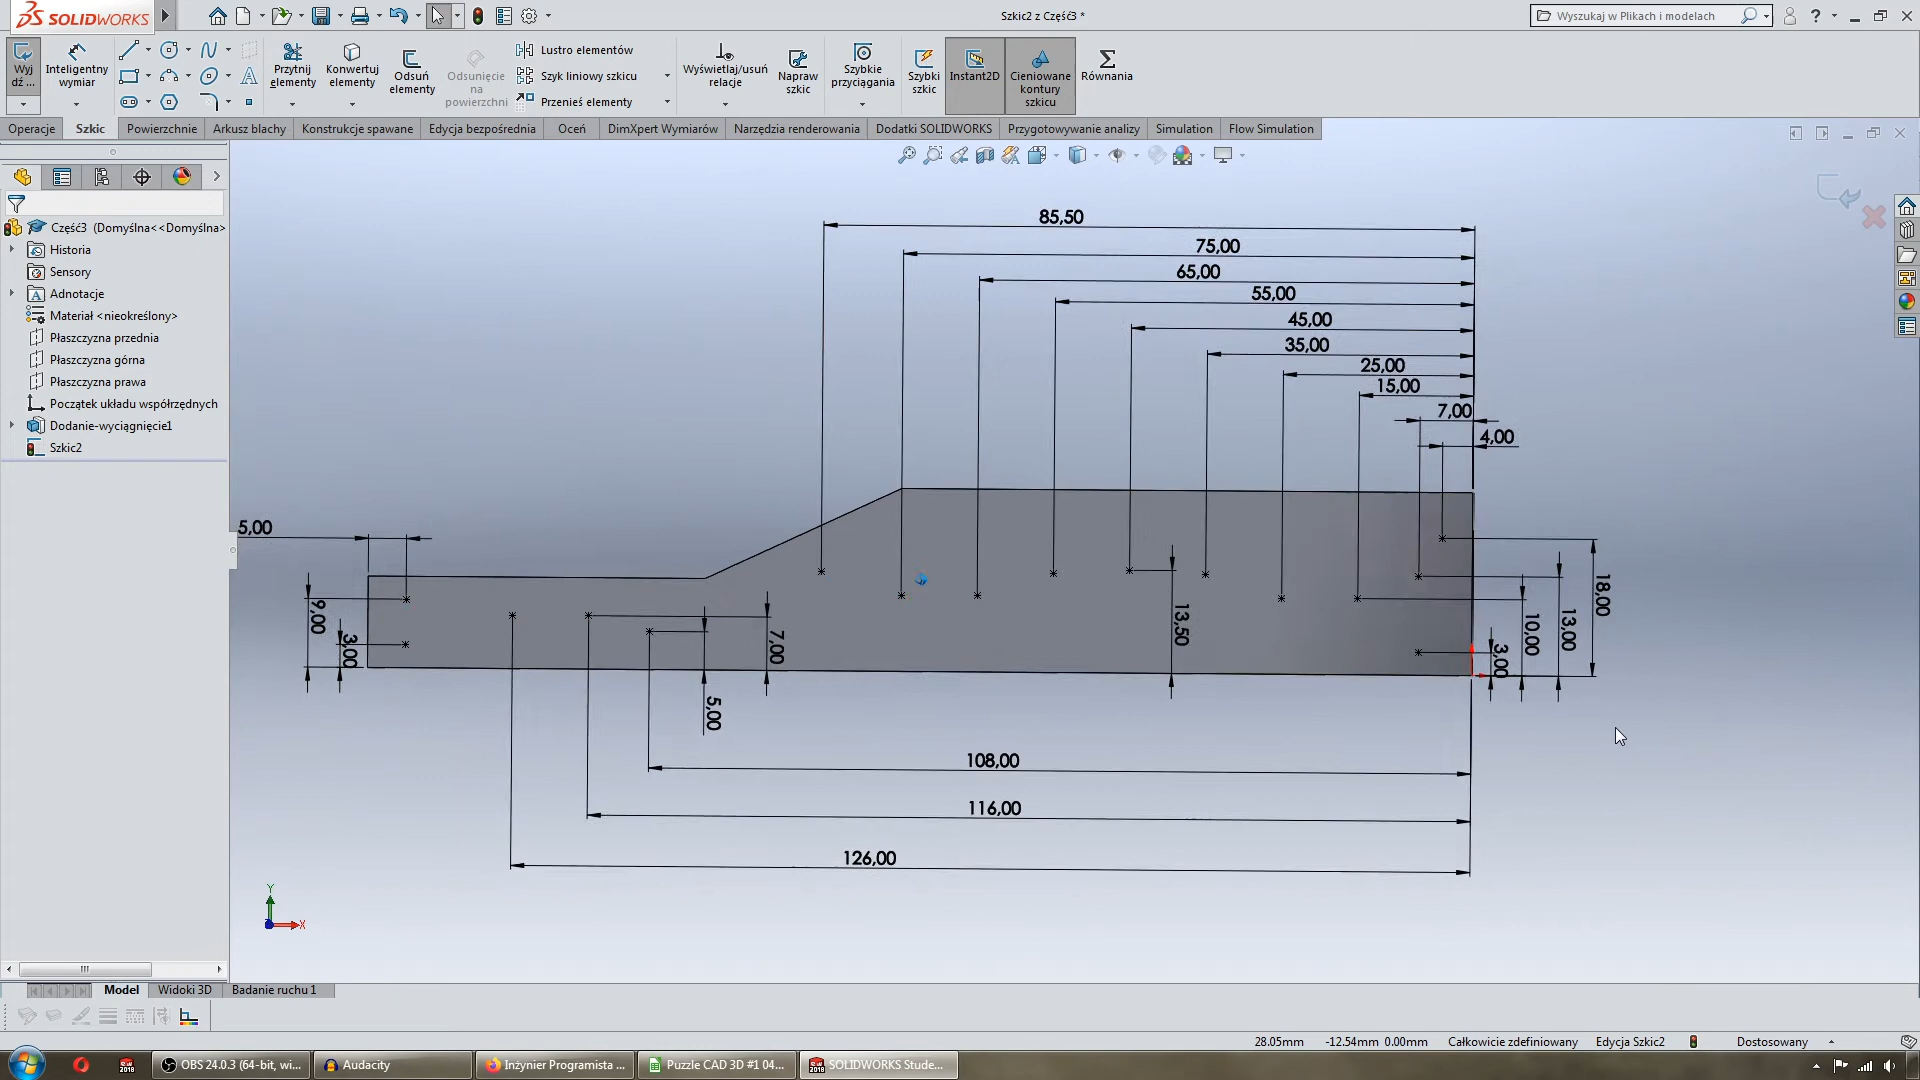 SOLIDWORKS
Szkic2 z Część3 *
Wyszukaj w Plikach i modelach
?
Wyj
dź ...
Inteligentny
wymiar
Przytnij
elementy
Konwertuj
elementy
Odsuń
elementy
Odsunięcie
na
powierzchni
Lustro elementów
Szyk liniowy szkicu
Przenieś elementy
Wyświetlaj/usuń
relacje
Napraw
szkic
Szybkie
przyciągania
Szybki
szkic
Instant2D
Cieniowane
kontury
szkicu
Równania
Operacje
Szkic
Powierzchnie
Arkusz blachy
Konstrukcje spawane
Edycja bezpośrednia
Oceń
DimXpert Wymiarów
Narzędzia renderowania
Dodatki SOLIDWORKS
Przygotowywanie analizy
Simulation
Flow Simulation
Część3 (Domyślna<<Domyślna>
Historia
Sensory
Adnotacje
Materiał <nieokreślony>
Płaszczyzna przednia
Płaszczyzna górna
Płaszczyzna prawa
Początek układu współrzędnych
Dodanie-wyciągnięcie1
Szkic2
85,50
75,00
65,00
55,00
45,00
35,00
25,00
15,00
7,00
4,00
5,00
9,00
3,00
7,00
5,00
13,50
3,00
10,00
13,00
18,00
108,00
116,00
126,00
Y
X
Model
Widoki 3D
Badanie ruchu 1
28.05mm
-12.54mm 0.00mm
Całkowicie zdefiniowany
Edycja Szkic2
Dostosowany
OBS 24.0.3 (64-bit, wi...
Audacity
Inżynier Programista ...
Puzzle CAD 3D #1 04...
SOLIDWORKS Stude...